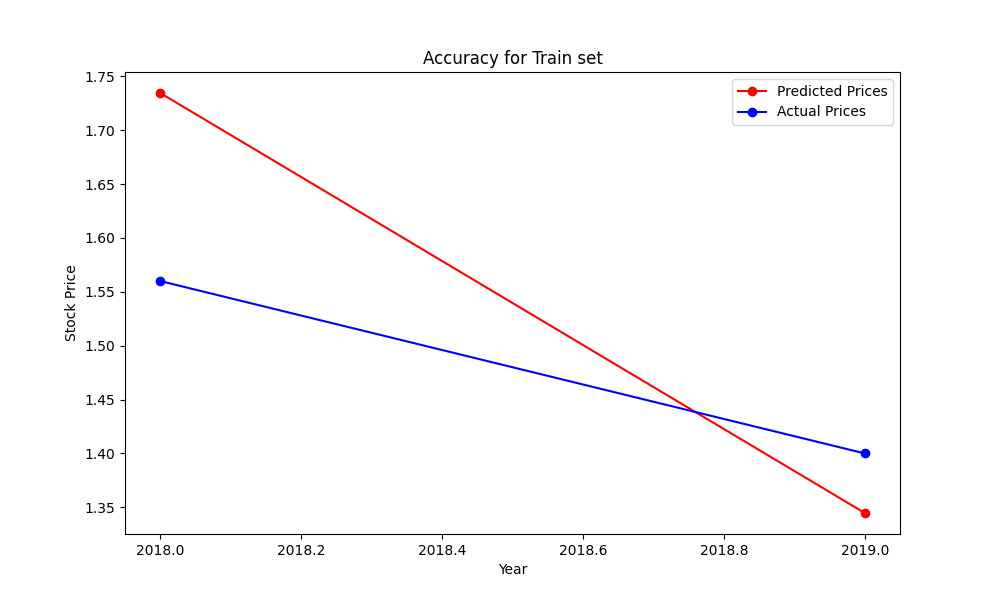 Accuracy for Train set
Predicted Prices
Actual Prices
1.75
1.70
1.65
1.60
1.55
1.50
1.45
1.40
1.35
Stock Price
2018.0 2018.2 2018.4 2018.6 2018.8 2019.0
Year